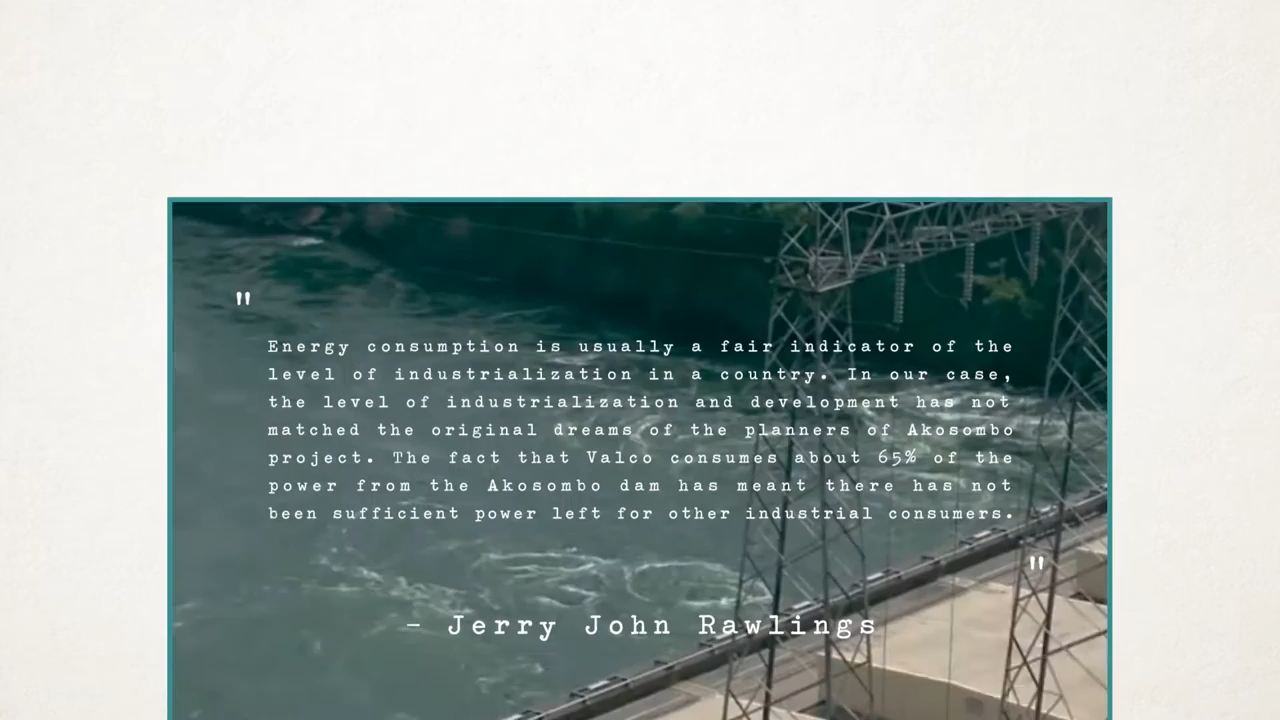 "
Energy consumption is usually a fair indicator of the
level of industrialization in a country. In our case,
the level of industrialization and development has not
matched the original dreams of the planners of Akosombo
project. The fact that Valco consumes about 65% of the
power from the Akosombo dam has meant there has not
been sufficient power left for other industrial consumers.
"
- Jerry John Rawlings